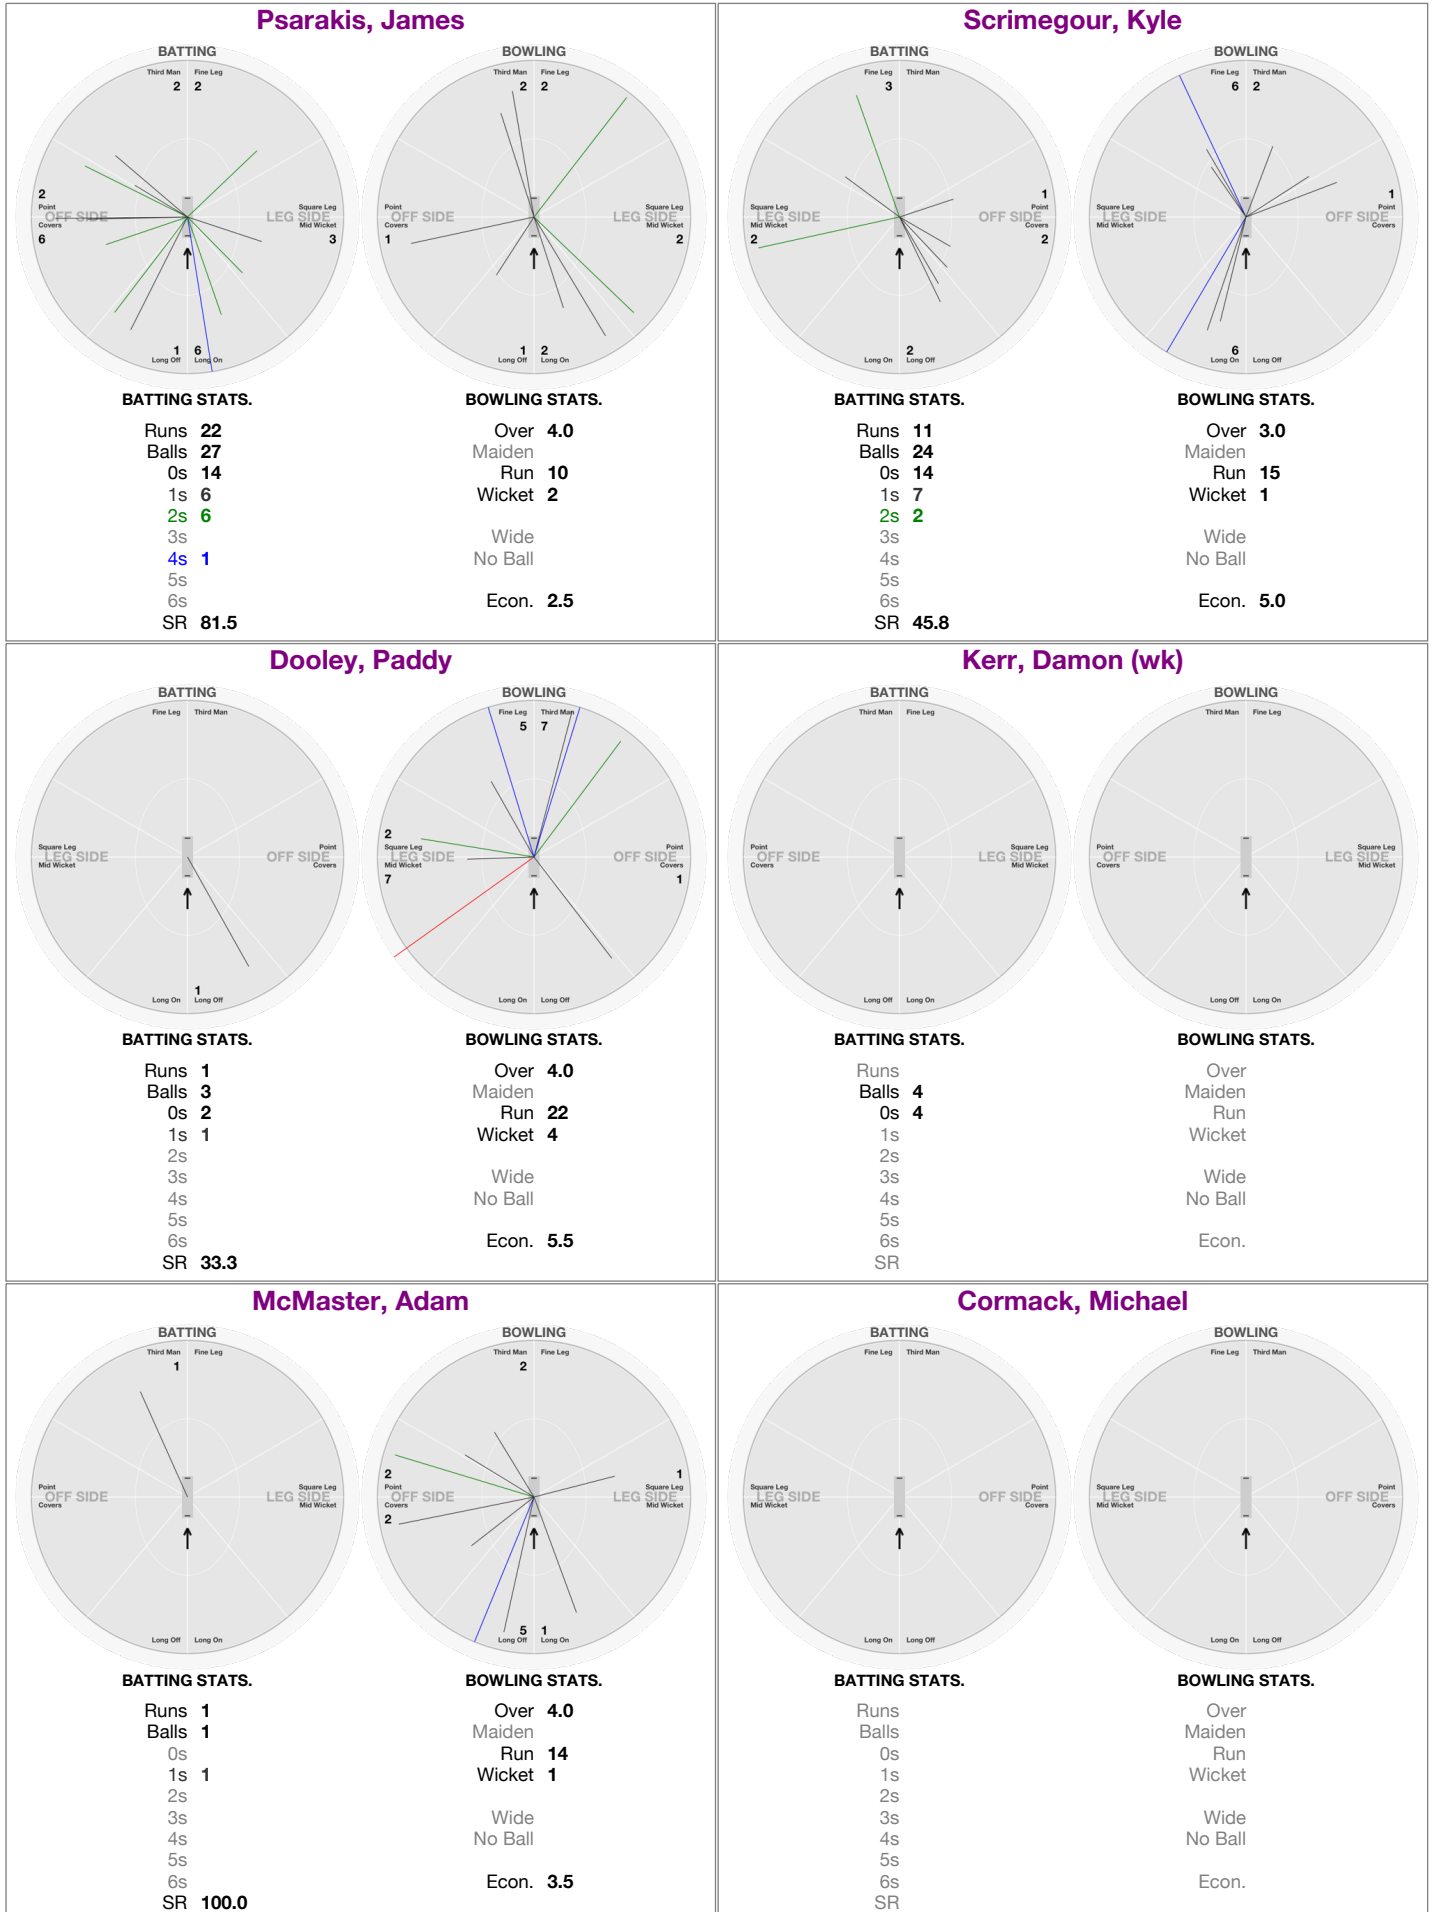 Psarakis, James
BATTING BOWLING
Third Man Fine Leg Third Man Fine Leg
2 2 2 2
2
Point Square Leg Point Square Leg
OFF SIDE LEG SIDE OFF SIDE LEG SIDE
Covers Mid Wicket Covers Mid Wicket
6 3 1 2
1 6 1 2
Long Off Long On Long Off Long On
BATTING STATS. BOWLING STATS.
Runs 22 Over 4.0
Balls 27 Maiden
0s 14 Run 10
1s 6 Wicket 2
2s 6
3s Wide
4s 1 No Ball
5s
6s Econ. 2.5
SR 81.5
Scrimegour, Kyle
BATTING BOWLING
Fine Leg Third Man Fine Leg Third Man
3 6 2
1 1
Square Leg Point Square Leg Point
LEG SIDE OFF SIDE LEG SIDE OFF SIDE
Mid Wicket Covers Mid Wicket Covers
2 2
2 6
Long On Long Off Long On Long Off
BATTING STATS. BOWLING STATS.
Runs 11 Over 3.0
Balls 24 Maiden
0s 14 Run 15
1s 7 Wicket 1
2s 2
3s Wide
4s No Ball
5s
6s Econ. 5.0
SR 45.8
Dooley, Paddy
BATTING BOWLING
Fine Leg Third Man Fine Leg Third Man
5 7
2
Square Leg Point Square Leg Point
LEG SIDE OFF SIDE LEG SIDE OFF SIDE
Mid Wicket Covers Mid Wicket Covers
7 1
1
Long On Long Off Long On Long Off
BATTING STATS. BOWLING STATS.
Runs 1 Over 4.0
Balls 3 Maiden
0s 2 Run 22
1s 1 Wicket 4
2s
3s Wide
4s No Ball
5s
6s Econ. 5.5
SR 33.3
Kerr, Damon (wk)
BATTING BOWLING
Third Man Fine Leg Third Man Fine Leg
Point Square Leg Point Square Leg
OFF SIDE LEG SIDE OFF SIDE LEG SIDE
Covers Mid Wicket Covers Mid Wicket
Long Off Long On Long Off Long On
BATTING STATS. BOWLING STATS.
Runs Over
Balls 4 Maiden
0s 4 Run
1s Wicket
2s
3s Wide
4s No Ball
5s
6s Econ.
SR
McMaster, Adam
BATTING BOWLING
Third Man Fine Leg Third Man Fine Leg
1 2
2 1
Point Square Leg Point Square Leg
OFF SIDE LEG SIDE OFF SIDE LEG SIDE
Covers Mid Wicket Covers Mid Wicket
2
5 1
Long Off Long On Long Off Long On
BATTING STATS. BOWLING STATS.
Runs 1 Over 4.0
Balls 1 Maiden
0s Run 14
1s 1 Wicket 1
2s
3s Wide
4s No Ball
5s
6s Econ. 3.5
SR 100.0
Cormack, Michael
BATTING BOWLING
Fine Leg Third Man Fine Leg Third Man
Square Leg Point Square Leg Point
LEG SIDE OFF SIDE LEG SIDE OFF SIDE
Mid Wicket Covers Mid Wicket Covers
Long On Long Off Long On Long Off
BATTING STATS. BOWLING STATS.
Runs Over
Balls Maiden
0s Run
1s Wicket
2s
3s Wide
4s No Ball
5s
6s Econ.
SR